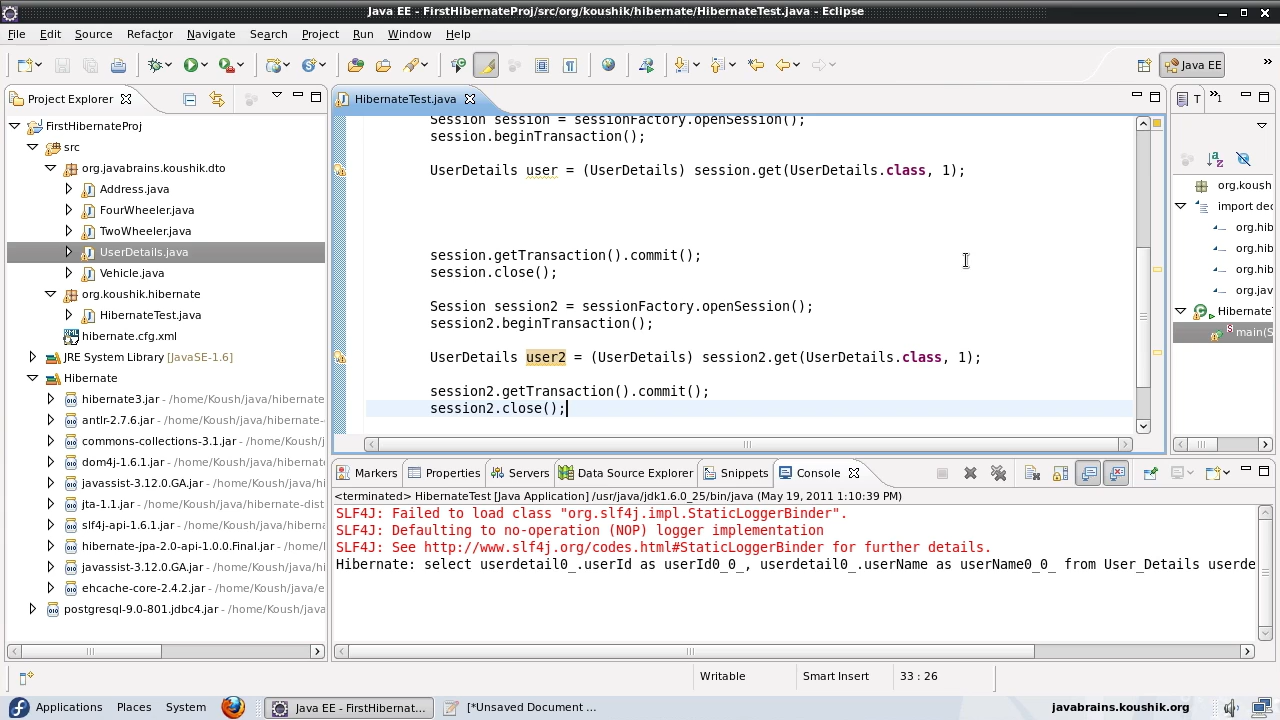 Java EE - FirstHibernateProj/src/org/koushik/hibernate/HibernateTest.java - Eclipse
File Edit Source Refactor Navigate Search Project Run Window Help
Java EE
Project Explorer
FirstHibernateProj
src
org.javabrains.koushik.dto
Address.java
FourWheeler.java
TwoWheeler.java
UserDetails.java
Vehicle.java
org.koushik.hibernate
HibernateTest.java
hibernate.cfg.xml
JRE System Library [JavaSE-1.6]
Hibernate
hibernate3.jar - /home/Koush/java/hibernate
antlr-2.7.6.jar - /home/Koush/java/hibernate
commons-collections-3.1.jar - /home/Koush/
dom4j-1.6.1.jar - /home/Koush/java/hibernat
javassist-3.12.0.GA.jar - /home/Koush/java/h
jta-1.1.jar - /home/Koush/java/hibernate-dist
slf4j-api-1.6.1.jar - /home/Koush/java/hibern
hibernate-jpa-2.0-api-1.0.0.Final.jar - /home/
javassist-3.12.0.GA.jar - /home/Koush/java/h
ehcache-core-2.4.2.jar - /home/Koush/java/e
postgresql-9.0-801.jdbc4.jar - /home/Koush/java
HibernateTest.java
Session session = sessionFactory.openSession();
session.beginTransaction();
UserDetails user = (UserDetails) session.get(UserDetails.class, 1);
session.getTransaction().commit();
session.close();
Session session2 = sessionFactory.openSession();
session2.beginTransaction();
UserDetails user2 = (UserDetails) session2.get(UserDetails.class, 1);
session2.getTransaction().commit();
session2.close();
T
1
org.koush
import dec
org.hib
org.hib
org.hib
org.jav
HibernateT
main(S
Markers Properties Servers Data Source Explorer Snippets Console
<terminated> HibernateTest [Java Application] /usr/java/jdk1.6.0_25/bin/java (May 19, 2011 1:10:39 PM)
SLF4J: Failed to load class "org.slf4j.impl.StaticLoggerBinder".
SLF4J: Defaulting to no-operation (NOP) logger implementation
SLF4J: See http://www.slf4j.org/codes.html#StaticLoggerBinder for further details.
Hibernate: select userdetail0_.userId as userId0_0_, userdetail0_.userName as userName0_0_ from User_Details userde
Writable Smart Insert 33 : 26
Applications Places System Java EE - FirstHibernat... [*Unsaved Document ... javabrains.koushik.org